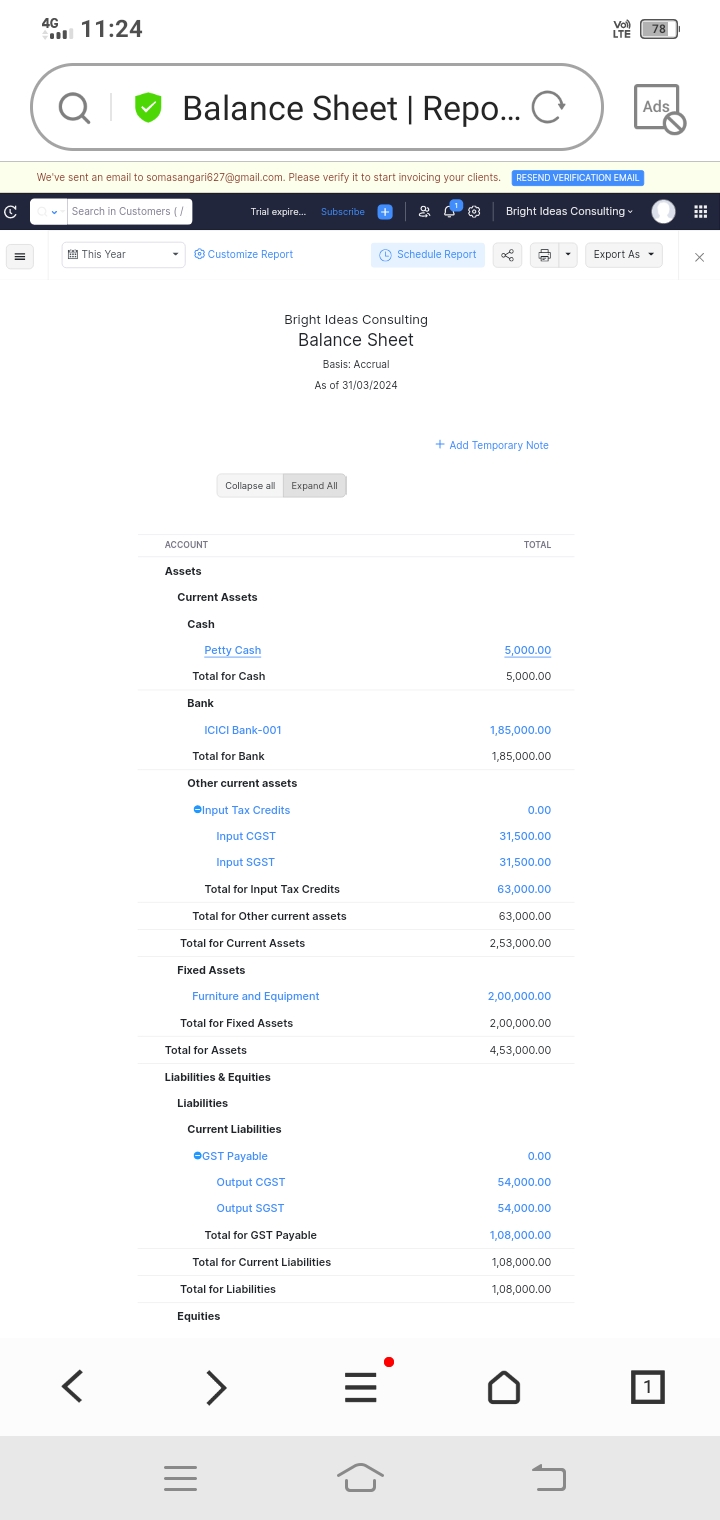 4G 11:24 Vo) LTE 78
Balance Sheet | Repo... Ads
We've sent an email to somasangari627@gmail.com. Please verify it to start invoicing your clients. RESEND VERIFICATION EMAIL
Search in Customers ( / Trial expire... Subscribe 1 Bright Ideas Consulting
This Year Customize Report Schedule Report Export As
Bright Ideas Consulting
Balance Sheet
Basis: Accrual
As of 31/03/2024
+ Add Temporary Note
Collapse all Expand All
ACCOUNT TOTAL
Assets
Current Assets
Cash
Petty Cash 5,000.00
Total for Cash 5,000.00
Bank
ICICI Bank-001 1,85,000.00
Total for Bank 1,85,000.00
Other current assets
Input Tax Credits 0.00
Input CGST 31,500.00
Input SGST 31,500.00
Total for Input Tax Credits 63,000.00
Total for Other current assets 63,000.00
Total for Current Assets 2,53,000.00
Fixed Assets
Furniture and Equipment 2,00,000.00
Total for Fixed Assets 2,00,000.00
Total for Assets 4,53,000.00
Liabilities & Equities
Liabilities
Current Liabilities
GST Payable 0.00
Output CGST 54,000.00
Output SGST 54,000.00
Total for GST Payable 1,08,000.00
Total for Current Liabilities 1,08,000.00
Total for Liabilities 1,08,000.00
Equities
1